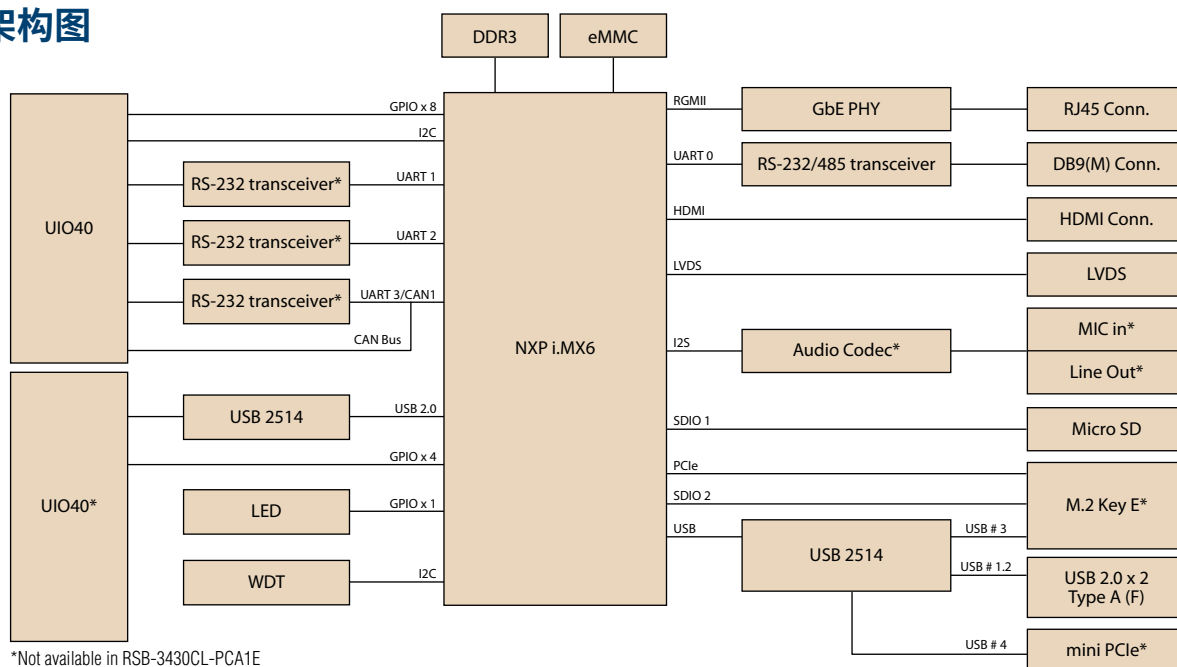 架构图
DDR3
eMMC
GPIO x 8
I2C
UIO40
RS-232 transceiver*
UART 1
RS-232 transceiver*
UART 2
RS-232 transceiver*
UART 3/CAN1
CAN Bus
UIO40*
USB 2514
USB 2.0
GPIO x 4
LED
GPIO x 1
WDT
I2C
NXP i.MX6
RGMII
GbE PHY
RJ45 Conn.
UART 0
RS-232/485 transceiver
DB9(M) Conn.
HDMI
HDMI Conn.
LVDS
LVDS
I2S
Audio Codec*
MIC in*
Line Out*
SDIO 1
Micro SD
PCIe
SDIO 2
M.2 Key E*
USB
USB 2514
USB # 3
USB # 1.2
USB 2.0 x 2
Type A (F)
USB # 4
mini PCIe*
*Not available in RSB-3430CL-PCA1E